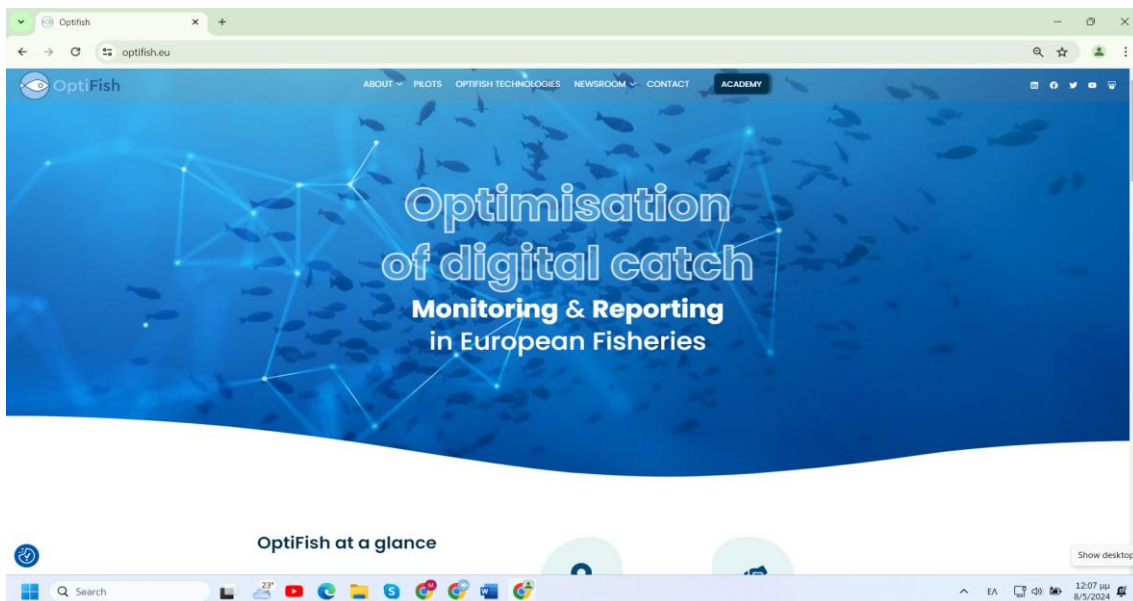 Optifish
optifish.eu
OptiFish
ABOUT PILOTS OPTIFISH TECHNOLOGIES NEWSROOM CONTACT ACADEMY
Optimisation
of digital catch
Monitoring & Reporting
in European Fisheries
OptiFish at a glance
Show desktop
Search
23°
ΕΛ
12:07 μμ
8/5/2024